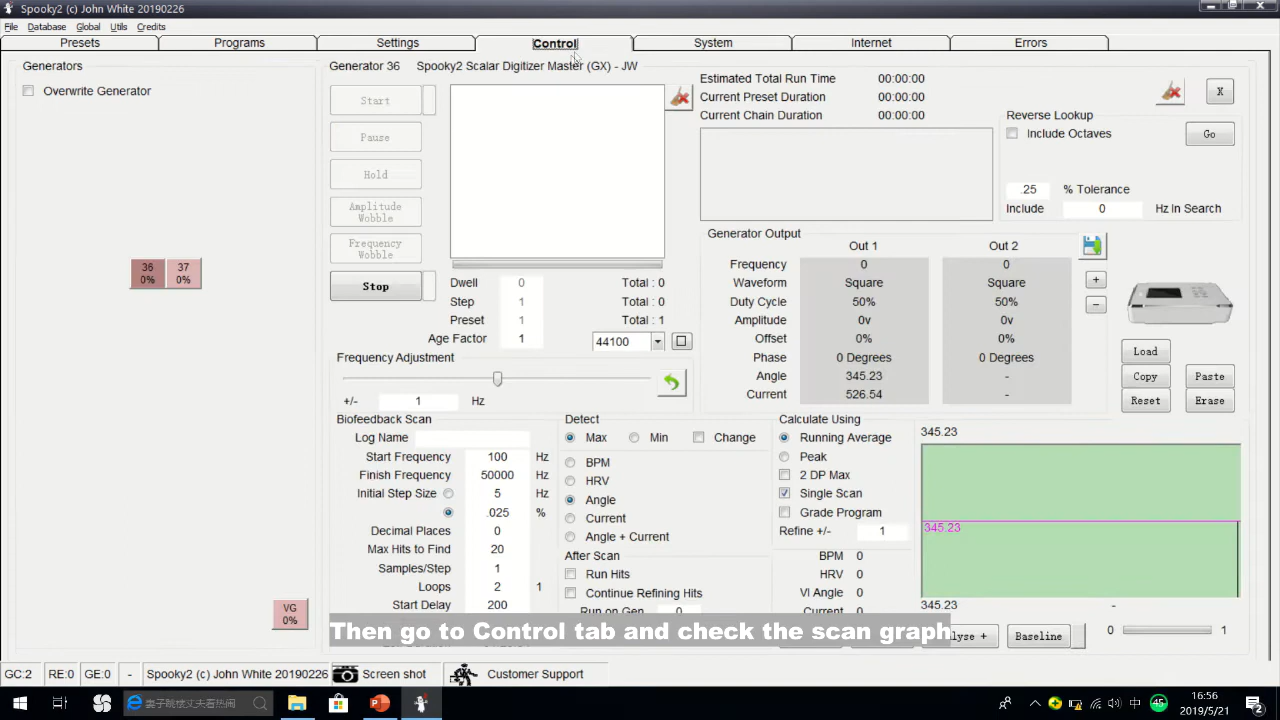 Spooky2 (c) John White 20190226
File Database Global Utils Credits
Presets Programs Settings Control System Internet Errors
Generators
Overwrite Generator
36 37
0% 0%
VG
0%
Generator 36 Spooky2 Scalar Digitizer Master (GX) - JW
Start
Pause
Hold
Amplitude
Wobble
Frequency
Wobble
Stop
Dwell 0 Total : 0
Step 1 Total : 0
Preset 1 Total : 1
Age Factor 1 44100
Frequency Adjustment
+/- 1 Hz
Estimated Total Run Time 00:00:00
Current Preset Duration 00:00:00
Current Chain Duration 00:00:00
X
Reverse Lookup
Include Octaves Go
.25 % Tolerance
Include 0 Hz In Search
Generator Output
Out 1 Out 2
Frequency 0 0
Waveform Square Square
Duty Cycle 50% 50%
Amplitude 0v 0v
Offset 0% 0%
Phase 0 Degrees 0 Degrees
Angle 345.23 -
Current 526.54 -
+
-
Load
Copy Paste
Reset Erase
Biofeedback Scan
Log Name
Start Frequency 100 Hz
Finish Frequency 50000 Hz
Initial Step Size 5 Hz
.025 %
Decimal Places 0
Max Hits to Find 20
Samples/Step 1
Loops 2 1
Start Delay 200
Detect
Max Min Change
BPM
HRV
Angle
Current
Angle + Current
After Scan
Run Hits
Continue Refining Hits
Run on Gen 0
Calculate Using
Running Average
Peak
2 DP Max
Single Scan
Grade Program
Refine +/- 1
BPM 0
HRV 0
VI Angle 0
Current 0
345.23
345.23
345.23 -
Baseline 0 1
Then go to Control tab and check the scan graph
GC:2 RE:0 GE:0 - Spooky2 (c) John White 20190226 Screen shot Customer Support
妻子跳樓丈夫看热闹
中 45 16:56
2019/5/21 2